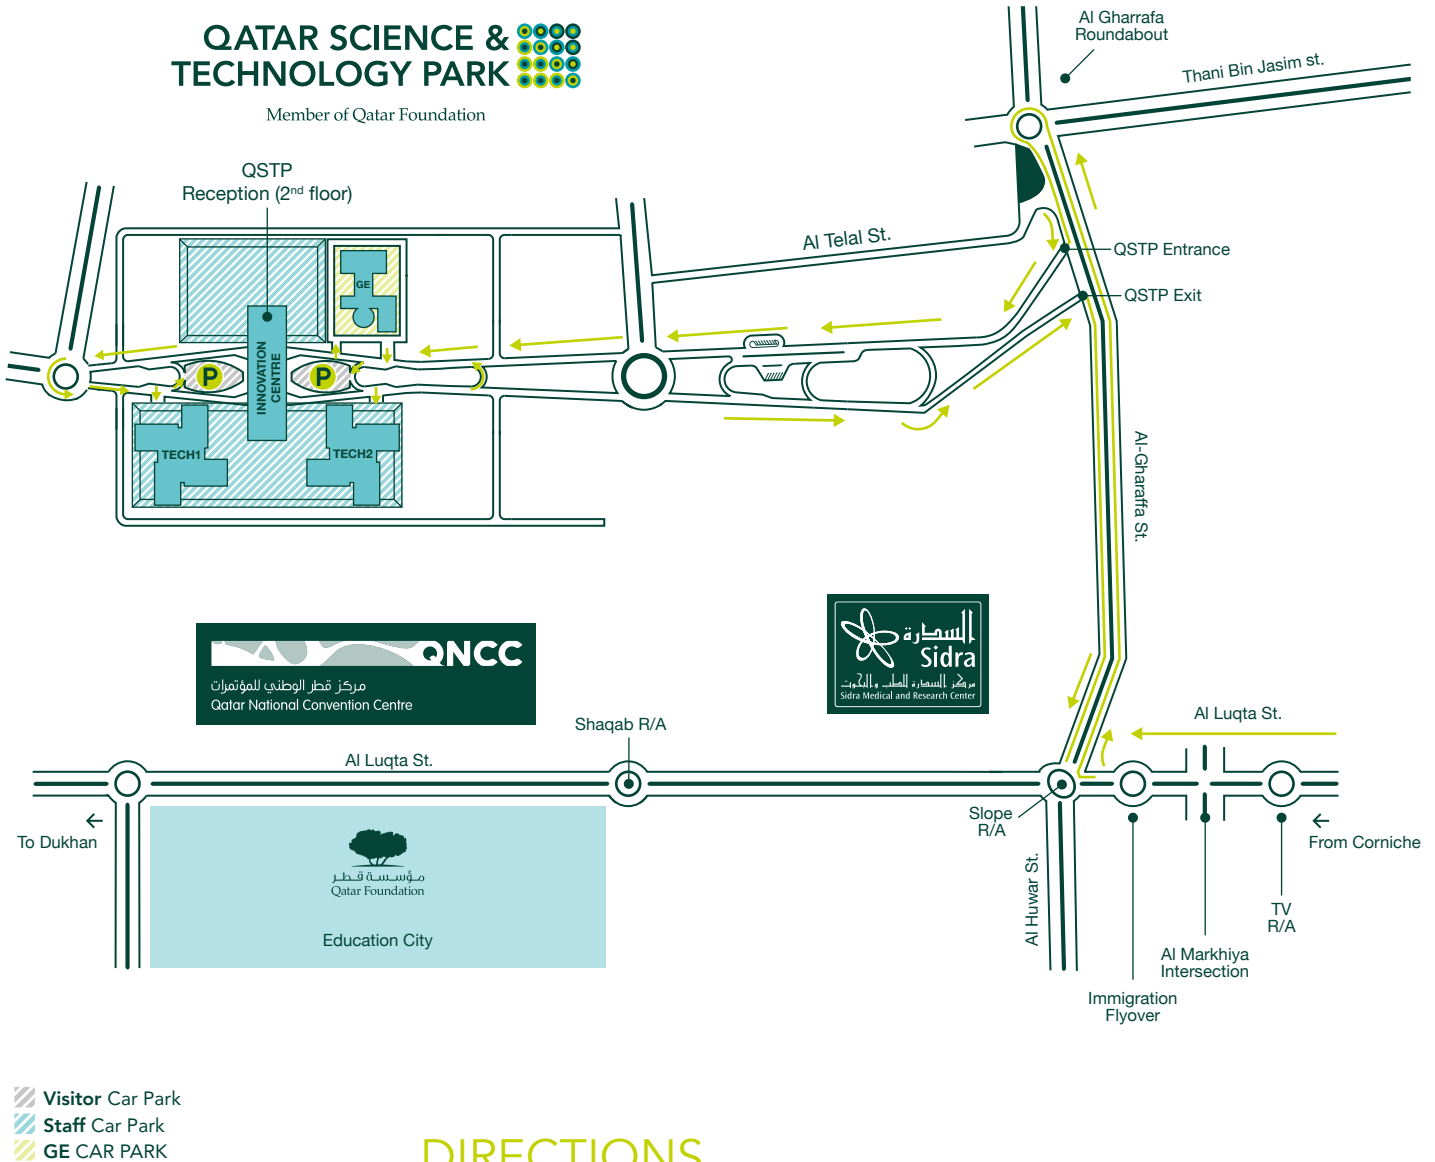 QATAR SCIENCE &
TECHNOLOGY PARK
Member of Qatar Foundation
Al Gharrafa
Roundabout
Thani Bin Jasim st.
QSTP
Reception (2nd floor)
Al Telal St.
QSTP Entrance
QSTP Exit
GE
INNOVATION
CENTRE
P
P
TECH1
TECH2
Al-Gharaffa St.
QNCC
مركز قطر الوطني للمؤتمرات
Qatar National Convention Centre
السدرة
Sidra
مركز السدرة للطب والبحوث
Sidra Medical and Research Center
Shaqab R/A
Al Luqta St.
Al Luqta St.
To Dukhan
Slope
R/A
From Corniche
مؤسسة قطر
Qatar Foundation
Education City
Al Huwar St.
TV
R/A
Al Markhiya
Intersection
Immigration
Flyover
Visitor Car Park
Staff Car Park
GE CAR PARK
DIRECTIONS